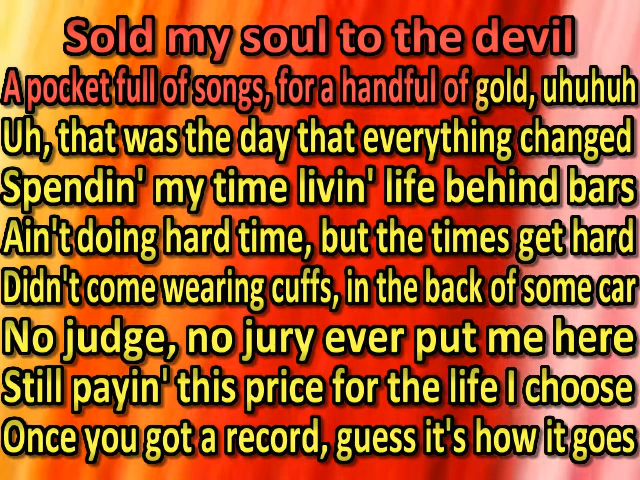 Sold my soul to the devil
A pocket full of songs, for a handful of gold, uhuhuh
Uh, that was the day that everything changed
Spendin' my time livin' life behind bars
Ain't doing hard time, but the times get hard
Didn't come wearing cuffs, in the back of some car
No judge, no jury ever put me here
Still payin' this price for the life I choose
Once you got a record, guess it's how it goes